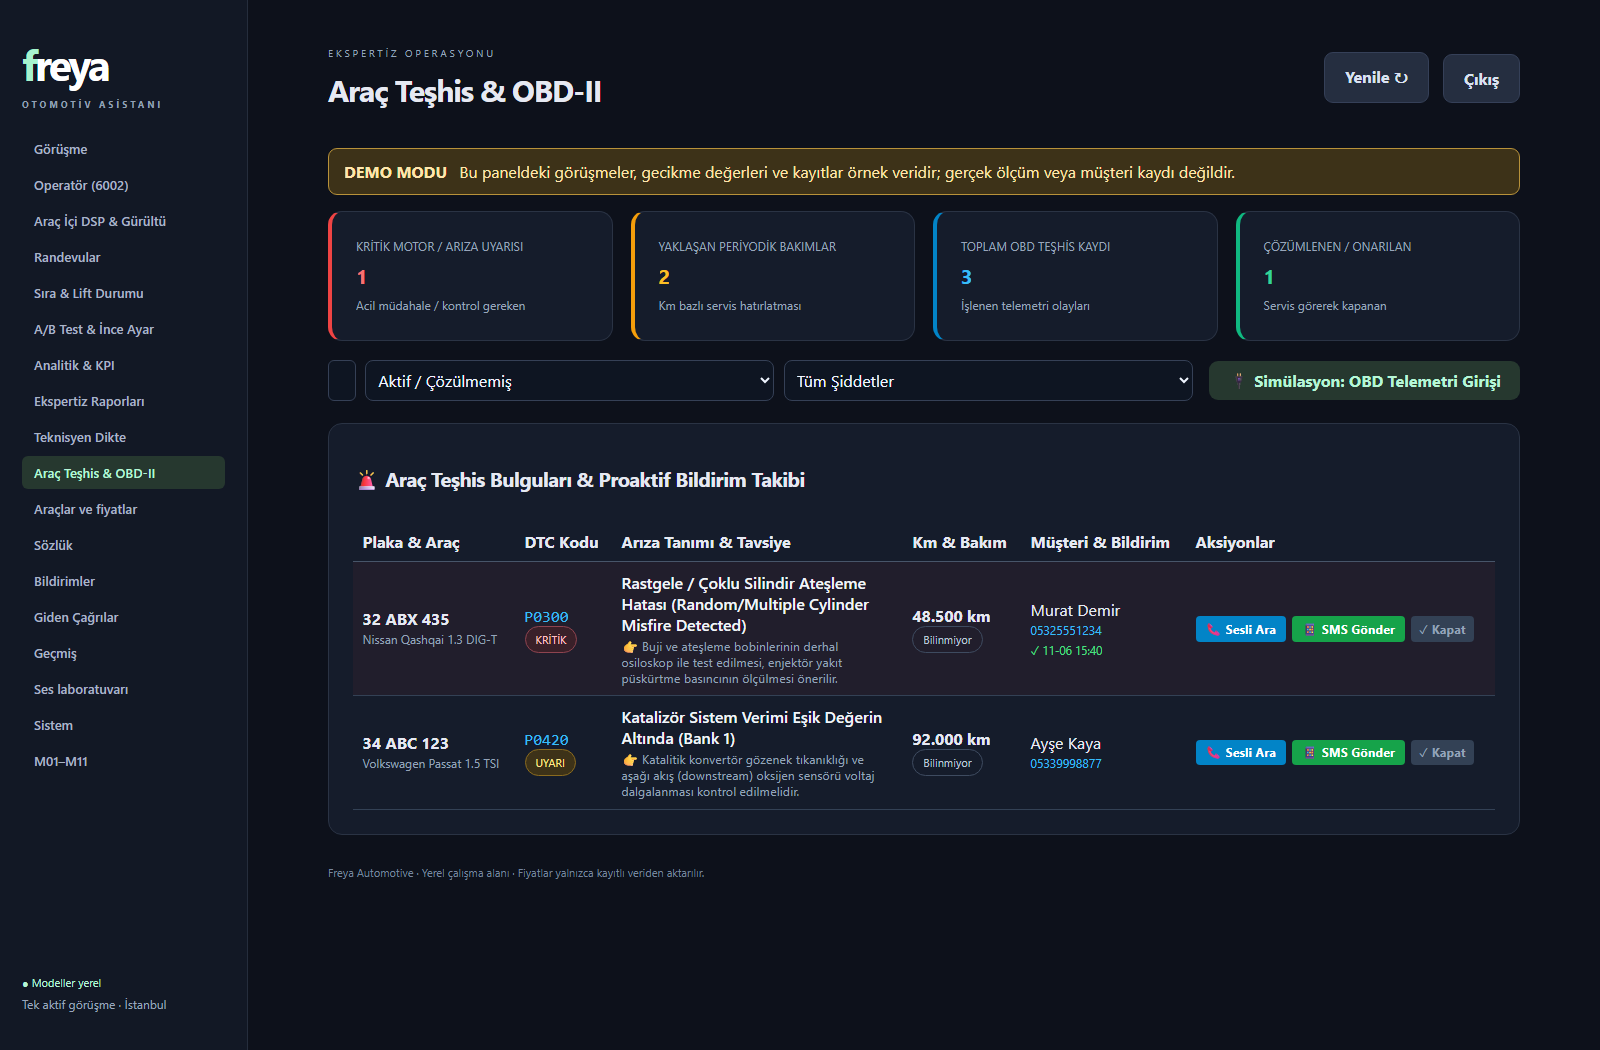 freya
OTOMOTİV ASİSTANI
Görüşme
Operatör (6002)
Araç İçi DSP & Gürültü
Randevular
Sıra & Lift Durumu
A/B Test & İnce Ayar
Analitik & KPI
Ekspertiz Raporları
Teknisyen Dikte
Araç Teşhis & OBD-II
Araçlar ve fiyatlar
Sözlük
Bildirimler
Giden Çağrılar
Geçmiş
Ses laboratuvarı
Sistem
M01–M11
● Modeller yerel
Tek aktif görüşme · İstanbul
EKSPERTİZ OPERASYONU
Araç Teşhis & OBD-II
Yenile ↻
Çıkış
DEMO MODU Bu paneldeki görüşmeler, gecikme değerleri ve kayıtlar örnek veridir; gerçek ölçüm veya müşteri kaydı değildir.
KRİTİK MOTOR / ARIZA UYARISI
1
Acil müdahale / kontrol gereken
YAKLAŞAN PERİYODİK BAKIMLAR
2
Km bazlı servis hatırlatması
TOPLAM OBD TEŞHİS KAYDI
3
İşlenen telemetri olayları
ÇÖZÜMLENEN / ONARILAN
1
Servis görerek kapanan
Aktif / Çözülmemiş
Tüm Şiddetler
Simülasyon: OBD Telemetri Girişi
🚨 Araç Teşhis Bulguları & Proaktif Bildirim Takibi
Plaka & Araç
DTC Kodu
Arıza Tanımı & Tavsiye
Km & Bakım
Müşteri & Bildirim
Aksiyonlar
32 ABX 435
Nissan Qashqai 1.3 DIG-T
P0300
KRİTİK
Rastgele / Çoklu Silindir Ateşleme
Hatası (Random/Multiple Cylinder
Misfire Detected)
👉 Buji ve ateşleme bobinlerinin derhal
osiloskop ile test edilmesi, enjektör yakıt
püskürtme basıncının ölçülmesi önerilir.
48.500 km
Bilinmiyor
Murat Demir
05325551234
✓ 11-06 15:40
📞 Sesli Ara
📱 SMS Gönder
✓ Kapat
34 ABC 123
Volkswagen Passat 1.5 TSI
P0420
UYARI
Katalizör Sistem Verimi Eşik Değerin
Altında (Bank 1)
👉 Katalitik konvertör gözenek tıkanıklığı ve
aşağı akış (downstream) oksijen sensörü voltaj
dalgalanması kontrol edilmelidir.
92.000 km
Bilinmiyor
Ayşe Kaya
05339998877
📞 Sesli Ara
📱 SMS Gönder
✓ Kapat
Freya Automotive · Yerel çalışma alanı · Fiyatlar yalnızca kayıtlı veriden aktarılır.